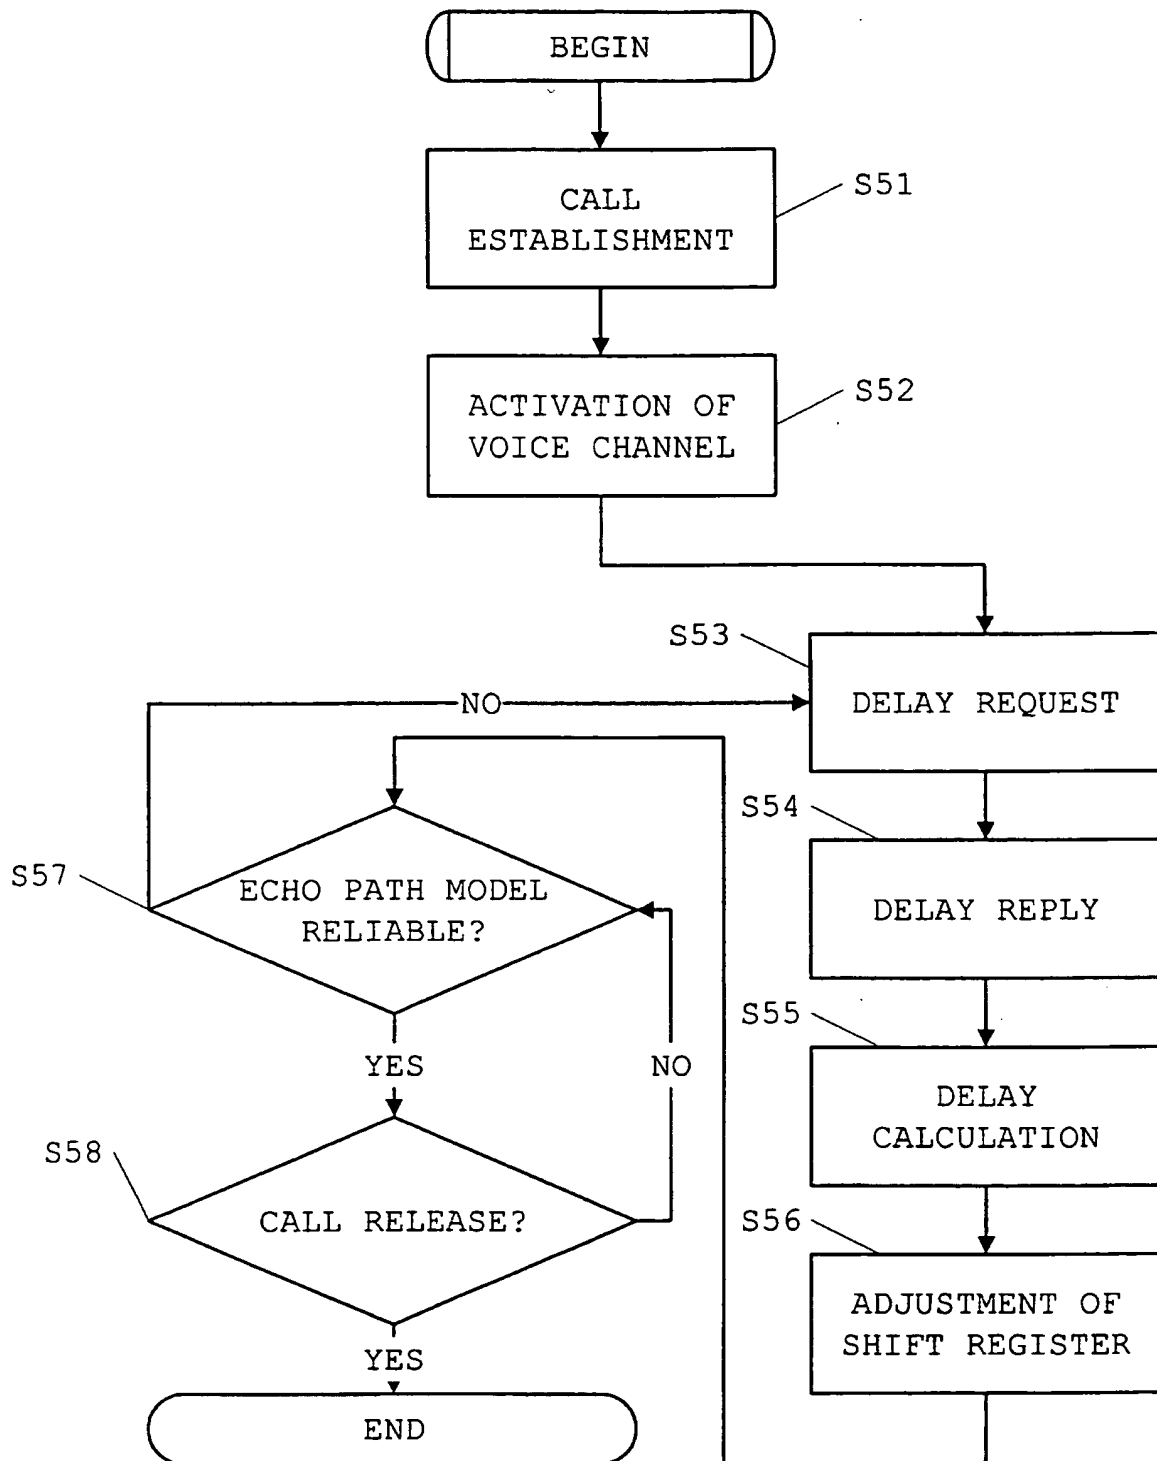 BEGIN
CALL
ESTABLISHMENT
S51
ACTIVATION OF
VOICE CHANNEL
S52
S53
DELAY REQUEST
NO
S54
DELAY REPLY
S57
ECHO PATH MODEL
RELIABLE?
YES
NO
S55
DELAY
CALCULATION
S58
CALL RELEASE?
S56
ADJUSTMENT OF
SHIFT REGISTER
YES
END